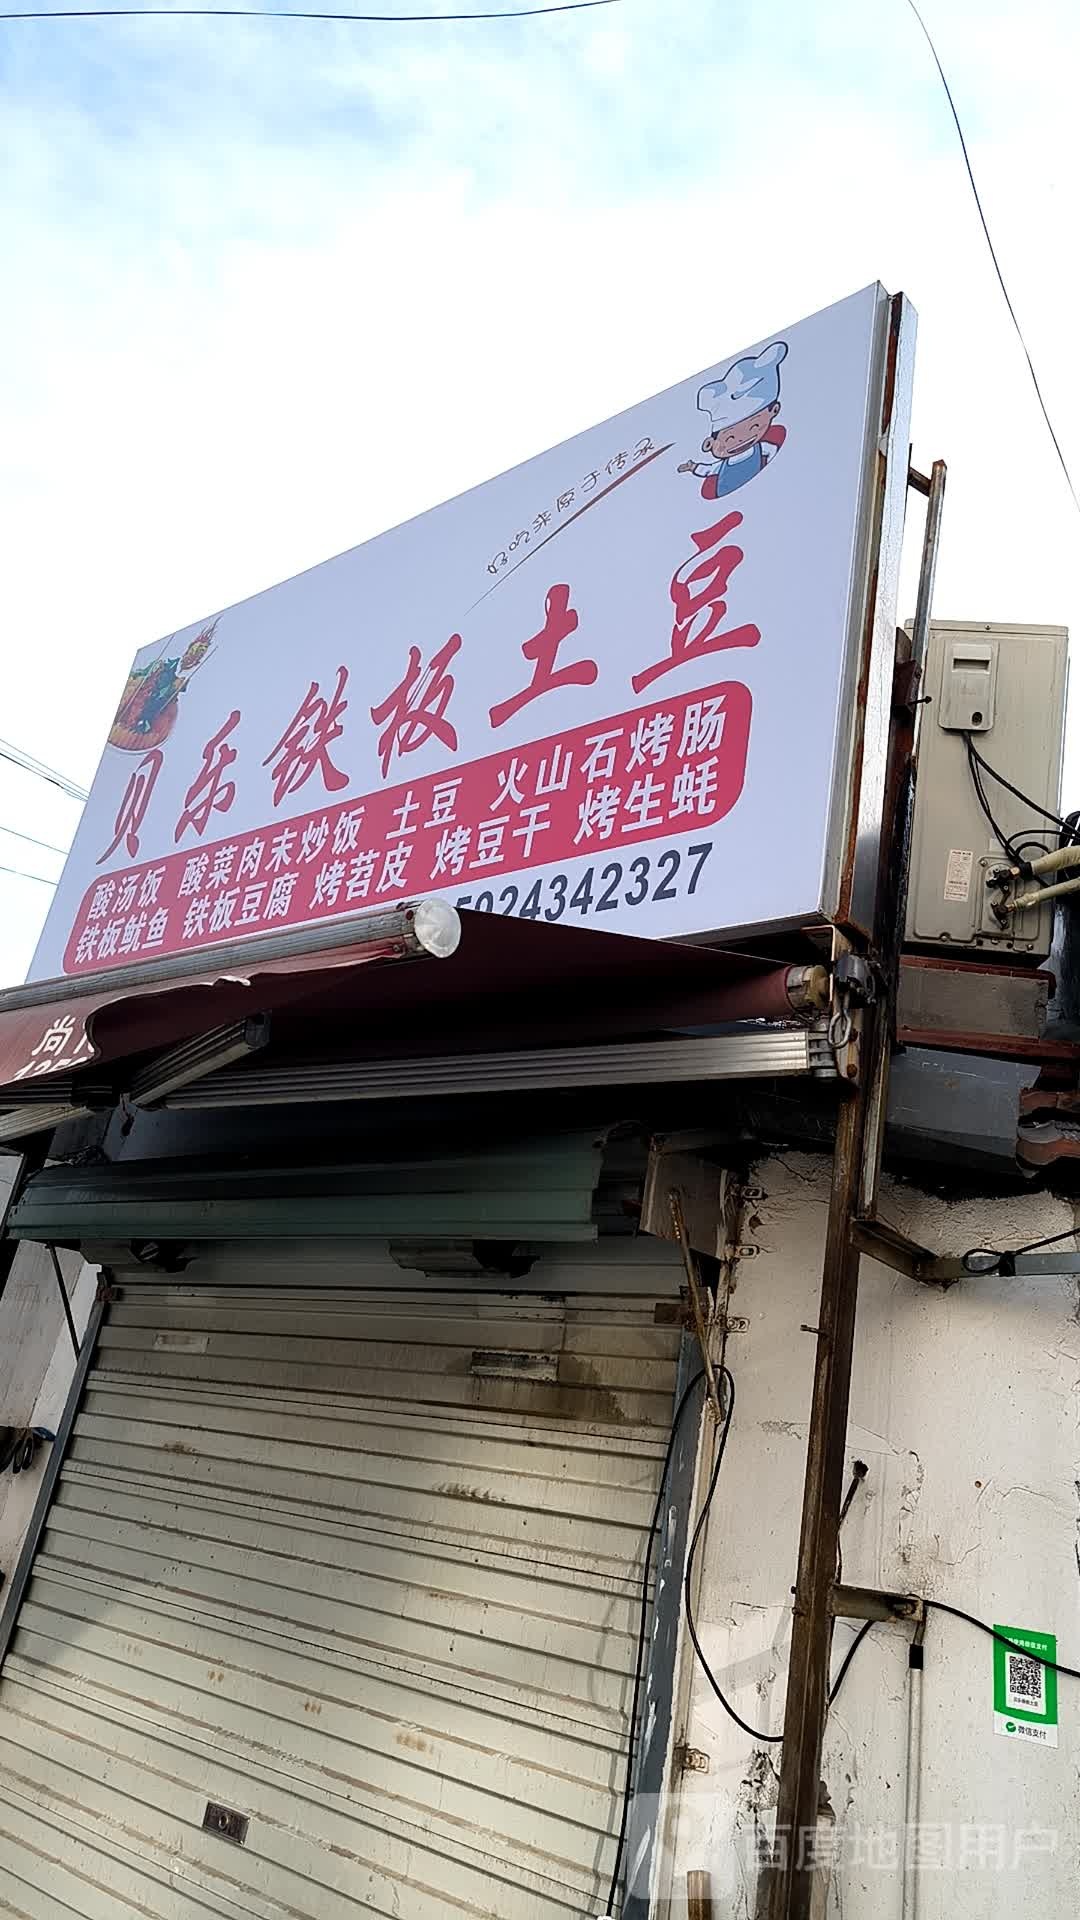 好吃来原于传承
贝乐铁板土豆
酸汤饭 酸菜肉末炒饭 土豆 火山石烤肠
铁板鱿鱼 铁板豆腐 烤苕皮 烤豆干 烤生蚝
5924342327
尚
微信支付
百度地图用户